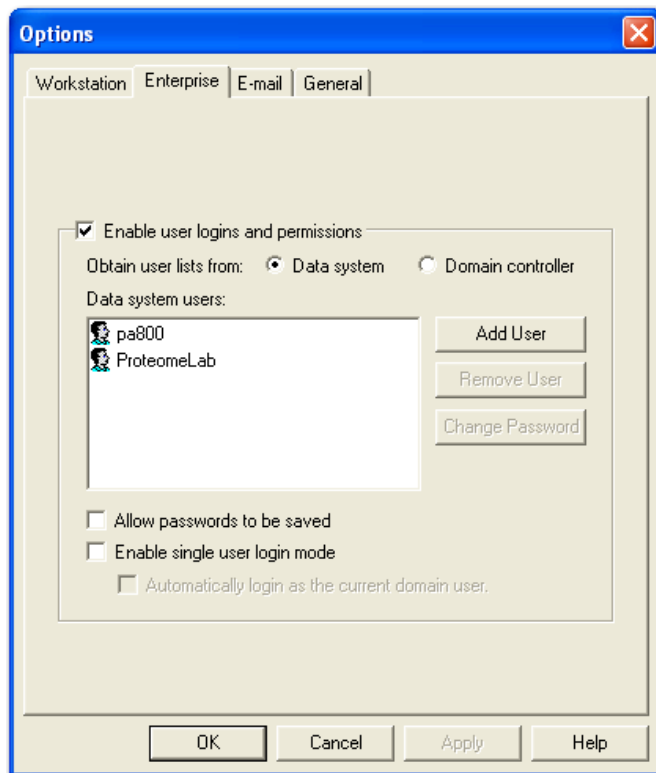 Options
Workstation Enterprise E-mail General
Enable user logins and permissions
Obtain user lists from: Data system Domain controller
Data system users:
pa800 Add User
ProteomeLab
Remove User
Change Password
Allow passwords to be saved
Enable single user login mode
Automatically login as the current domain user.
OK Cancel Apply Help